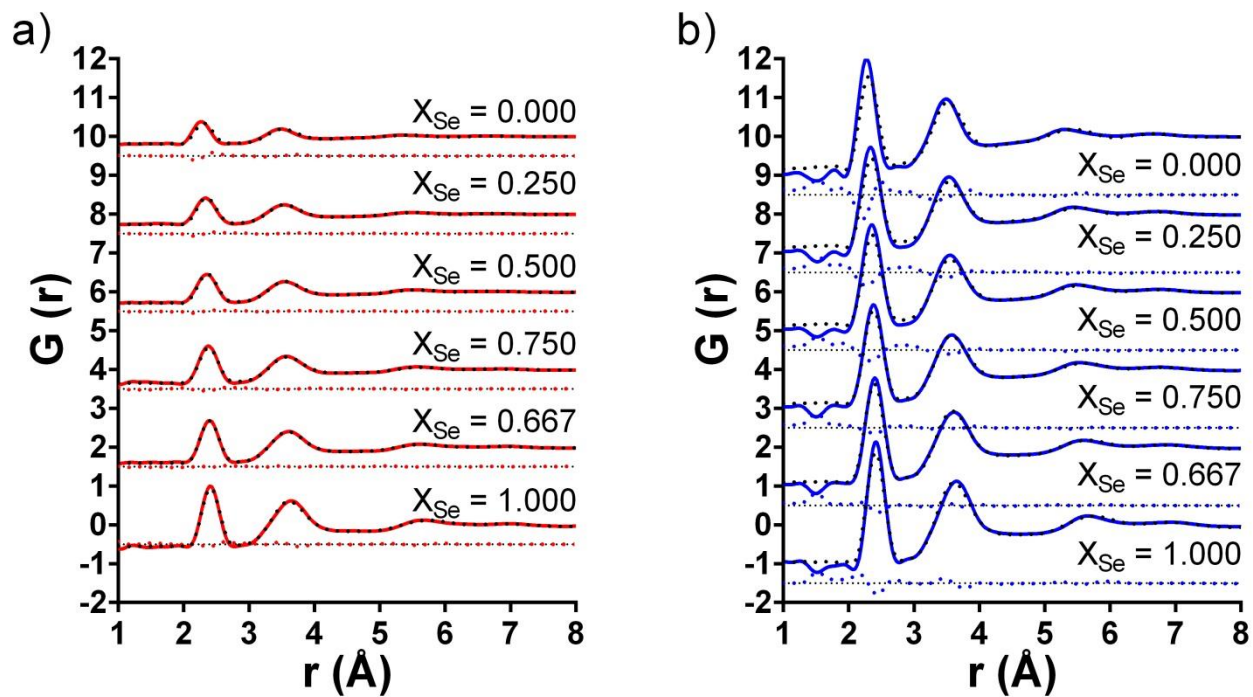 a)
12
11
10
9
8
7
6
5
4
3
2
1
0
-1
-2
G (r)
X_Se = 0.000
X_Se = 0.250
X_Se = 0.500
X_Se = 0.750
X_Se = 0.667
X_Se = 1.000
1 2 3 4 5 6 7 8
r (Å)
b)
12
11
10
9
8
7
6
5
4
3
2
1
0
-1
-2
G (r)
X_Se = 0.000
X_Se = 0.250
X_Se = 0.500
X_Se = 0.750
X_Se = 0.667
X_Se = 1.000
1 2 3 4 5 6 7 8
r (Å)